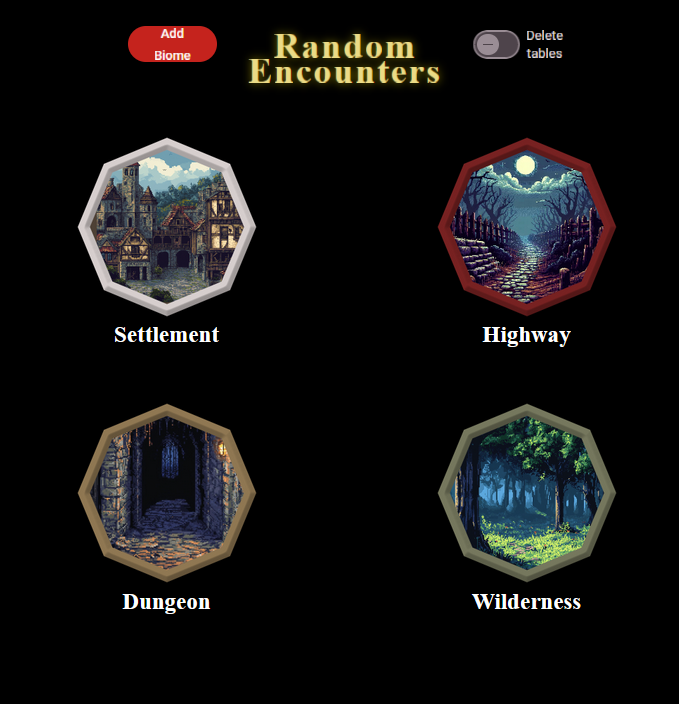 Add
Biome
Random
Encounters
Delete
tables
Settlement
Highway
Dungeon
Wilderness